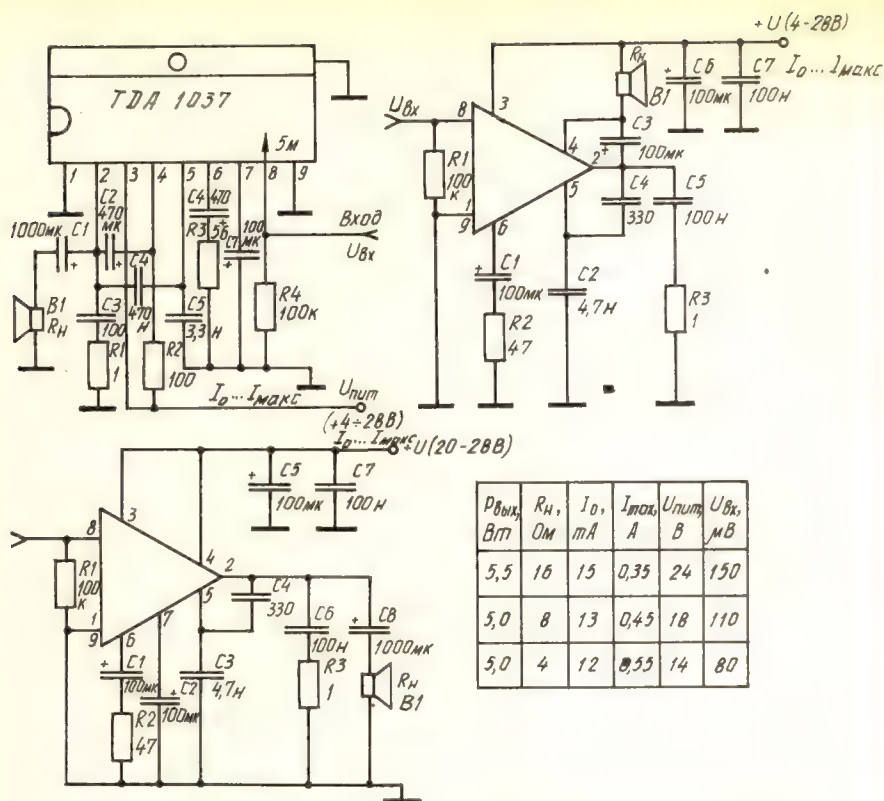 TDA 1037
5м
1 2 3 4 5 6 7 8 9
1000мк
C1
+
C2
470
мк
+
C4
470
н
C4
470
+
R3
56
C7
100
мк
+
Вход
Uвх
B1
Rн
C3
100
R1
1
C5
3,3н
R2
100
R4
100к
I₀...Iмакс
Uпит
(+4÷28В)
+U (4-28В)
I₀...Iмакс
Uвх
8
3
4
2
5
1
9
6
R1
100
к
Rн
B1
+
C6
100мк
C7
100н
C3
+
100мк
C4
330
C5
100н
+
C1
100мк
R2
47
C2
4,7н
R3
1
I₀...Iмакс
+U(20-28В)
8
3
4
2
5
7
1
9
6
R1
100
к
+
C5
100мк
C7
100н
C4
330
C6
100н
R3
1
+
C8
1000мк
Rн
B1
+
C1
100мк
R2
47
+
C2
100мк
C3
4,7н
Pвых, Вт Rн, Ом I₀, mA Imax, А Uпит, В Uвх, μВ
5,5 16 15 0,35 24 150
5,0 8 13 0,45 18 110
5,0 4 12 0,55 14 80